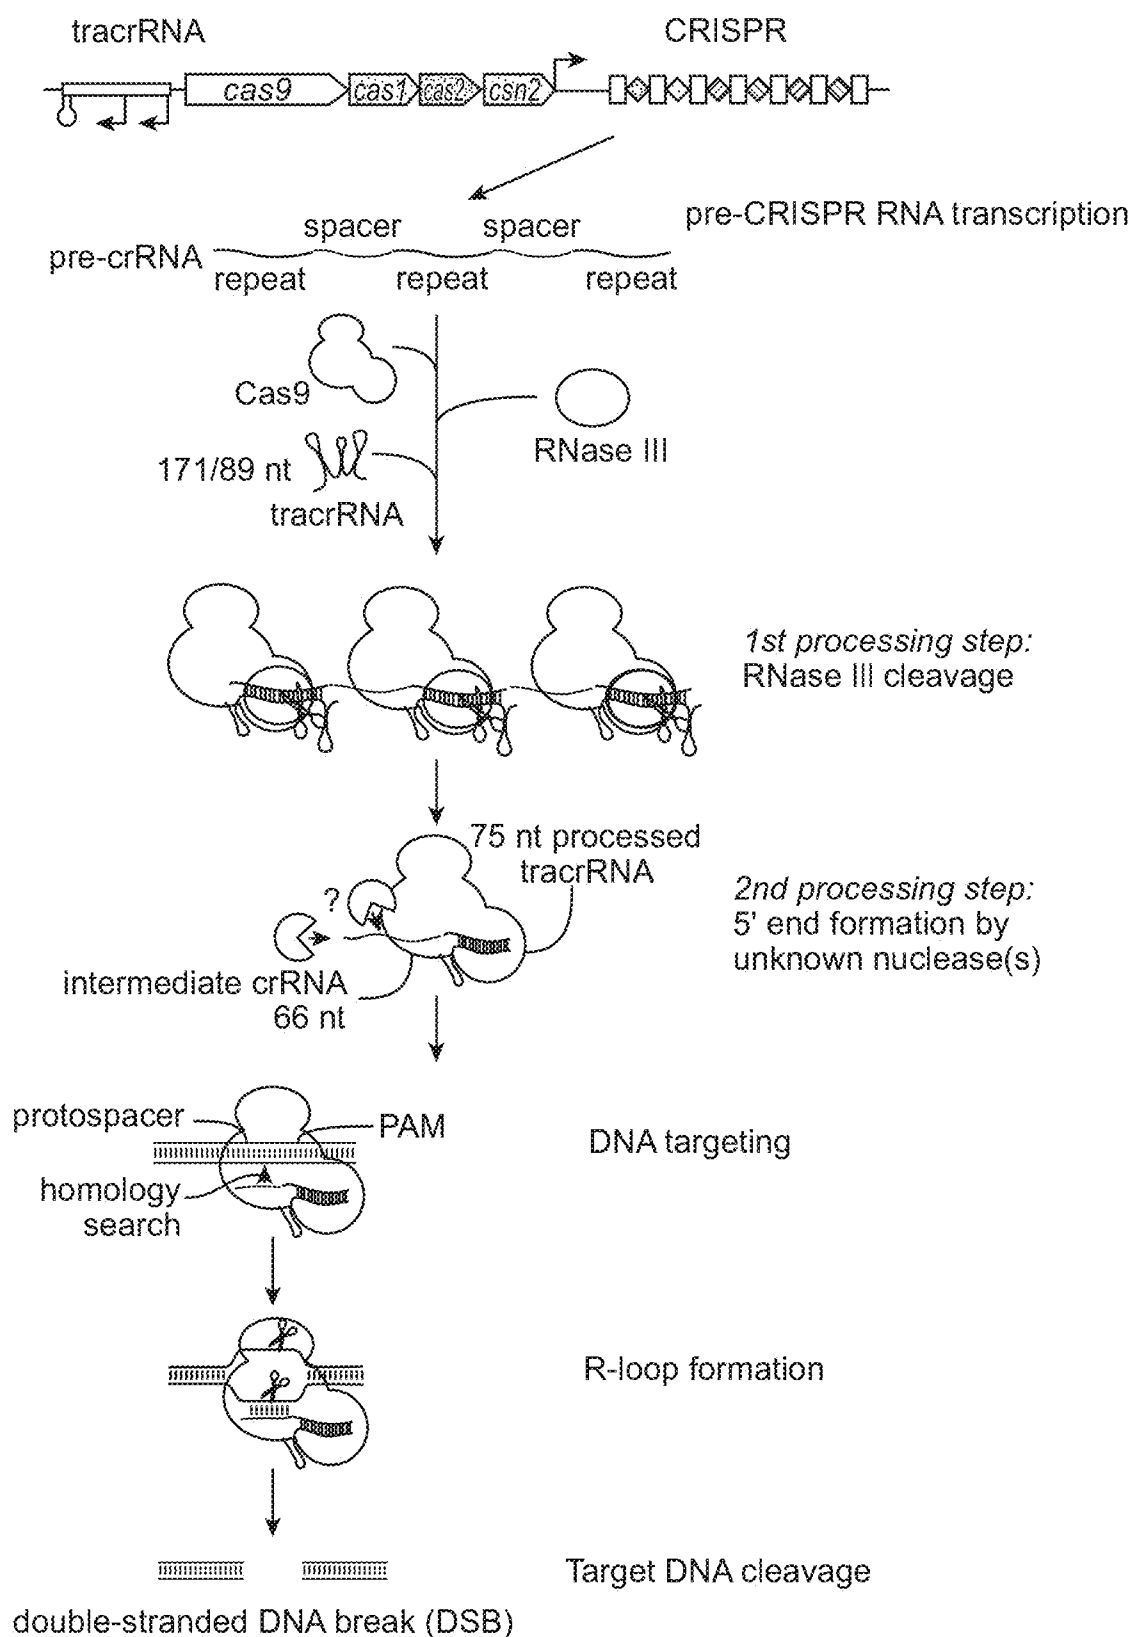 tracrRNA
CRISPR
cas9 cas1 cas2 csn2
pre-CRISPR RNA transcription
spacer spacer
pre-crRNA
repeat repeat repeat
Cas9
RNase III
171/89 nt
tracrRNA
1st processing step:
RNase III cleavage
75 nt processed
tracrRNA
?
2nd processing step:
5' end formation by
unknown nuclease(s)
intermediate crRNA
66 nt
protospacer
PAM
DNA targeting
homology
search
R-loop formation
Target DNA cleavage
double-stranded DNA break (DSB)